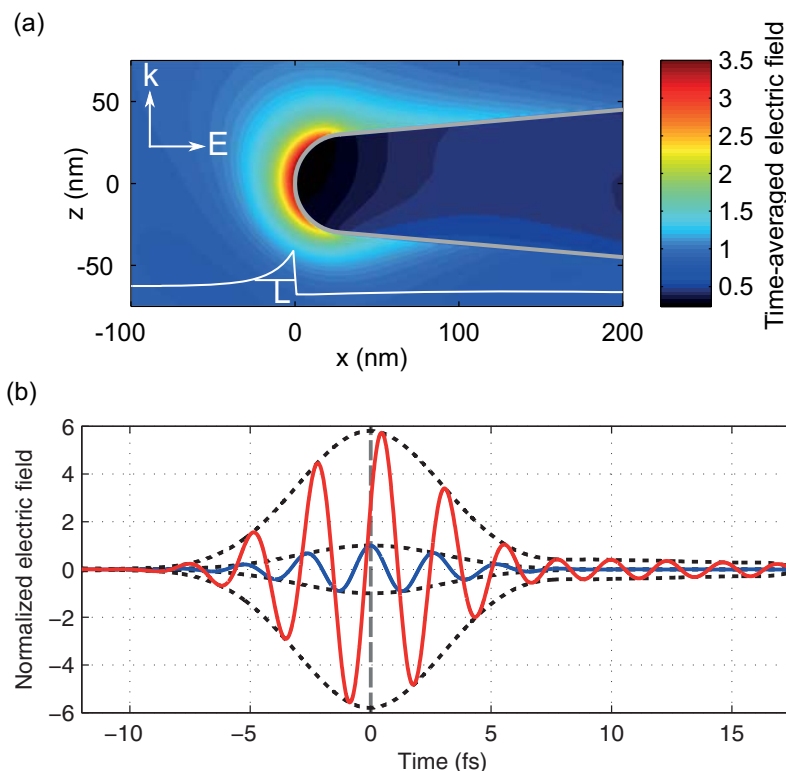 (a)
k
E
L
50
0
-50
z (nm)
-100
0
100
200
x (nm)
3.5
3
2.5
2
1.5
1
0.5
Time-averaged electric field
(b)
6
4
2
0
−2
−4
−6
Normalized electric field
−10
−5
0
5
10
15
Time (fs)